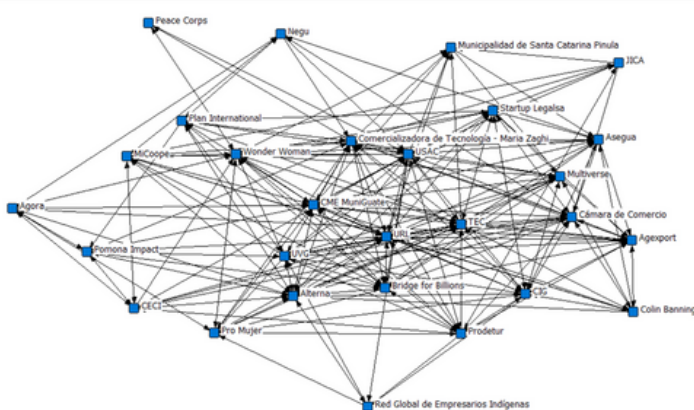 Peace Corps
Negu
Municipalidad de Santa Catarina Pinula
JICA
Startup Legalsa
Plan International
Comercializadora de Tecnología - Maria Zaghi
Asegua
MiCoope
Wonder Woman
USAC
Multiverse
CME MuniGuate
Agora
Cámara de Comercio
TEC
URL
Agexport
Pomona Impact
UVG
Bridge for Billions
Alterna
CIG
CECI
Colin Banning
Pro Mujer
Prodetur
Red Global de Empresarios Indígenas